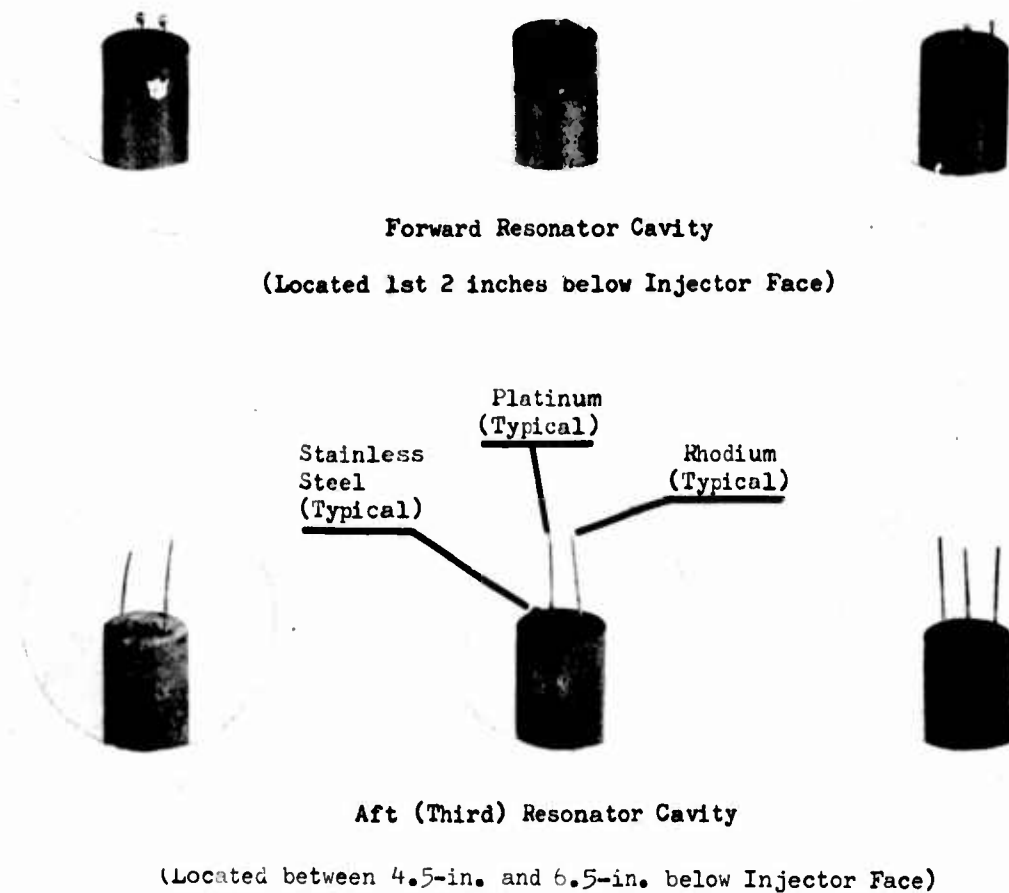 Forward Resonator Cavity
(Located 1st 2 inches below Injector Face)
Platinum
(Typical)
Stainless
Steel
(Typical)
Rhodium
(Typical)
Aft (Third) Resonator Cavity
(Located between 4.5-in. and 6.5-in. below Injector Face)